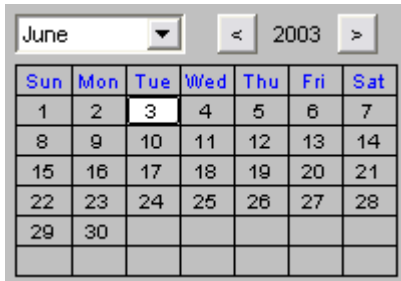 June < 2003 >
Sun Mon Tue Wed Thu Fri Sat
1 2 3 4 5 6 7
8 9 10 11 12 13 14
15 16 17 18 19 20 21
22 23 24 25 26 27 28
29 30